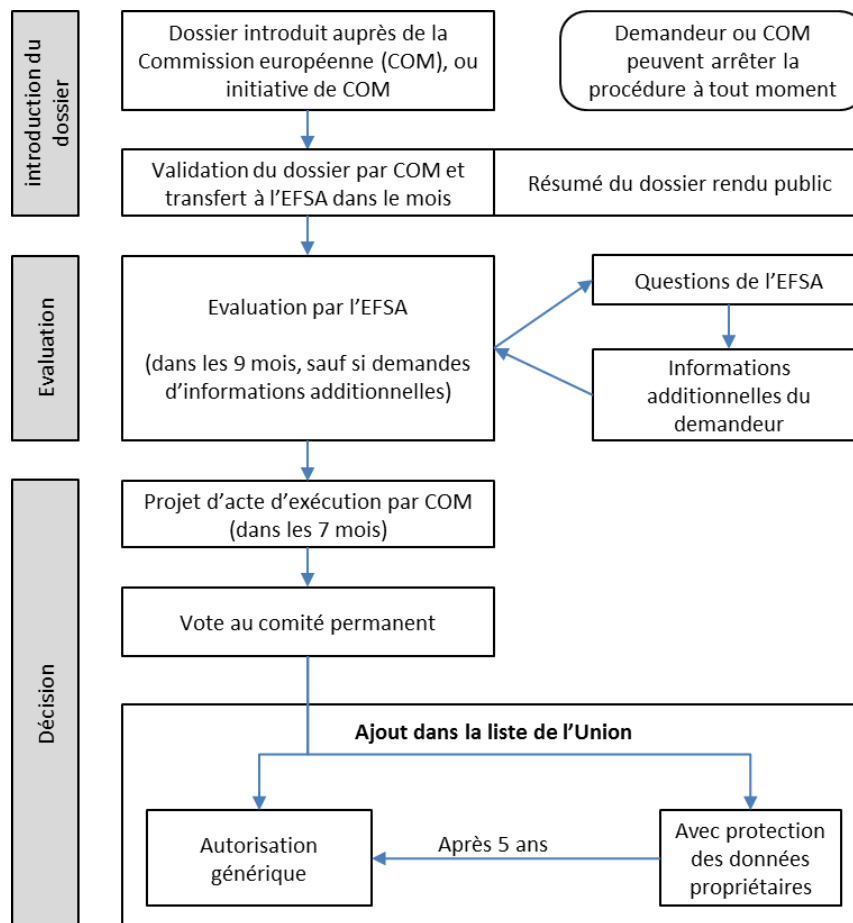 introduction du
dossier
Dossier introduit auprès de la
Commission européenne (COM), ou
initiative de COM
Demandeur ou COM
peuvent arrêter la
procédure à tout moment
Validation du dossier par COM et
transfert à l'EFSA dans le mois
Résumé du dossier rendu public
Evaluation
Evaluation par l'EFSA
(dans les 9 mois, sauf si demandes
d'informations additionnelles)
Questions de l'EFSA
Informations
additionnelles du
demandeur
Décision
Projet d'acte d'exécution par COM
(dans les 7 mois)
Vote au comité permanent
Ajout dans la liste de l'Union
Autorisation
générique
Après 5 ans
Avec protection
des données
propriétaires